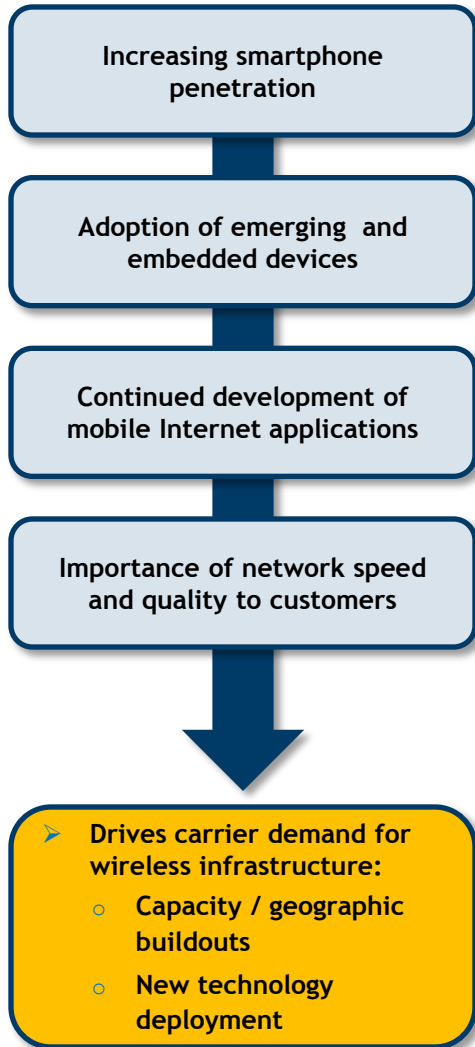 Increasing smartphone
penetration
Adoption of emerging and
embedded devices
Continued development of
mobile Internet applications
Importance of network speed
and quality to customers
➢ Drives carrier demand for
wireless infrastructure:
o Capacity / geographic
buildouts
o New technology
deployment